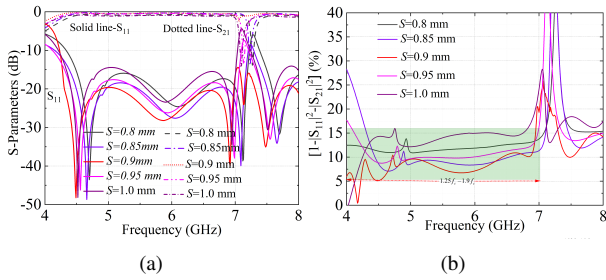 (a)
Solid line-S11 Dotted line-S21
S11
S=0.8 mm
S=0.85mm
S=0.9mm
S=0.95 mm
S=1.0 mm
S=0.8 mm
S=0.85mm
S=0.9 mm
S=0.95 mm
S=1.0 mm
0
-10
-20
-30
-40
-50
S-Parameters (dB)
4 5 6 7 8
Frequency (GHz)
(a)
(b)
S=0.8 mm
S=0.85 mm
S=0.9 mm
S=0.95 mm
S=1.0 mm
40
35
30
25
20
15
10
5
0
[1-|S11|²-|S21|²] (%)
4 5 6 7 8
Frequency (GHz)
(b)